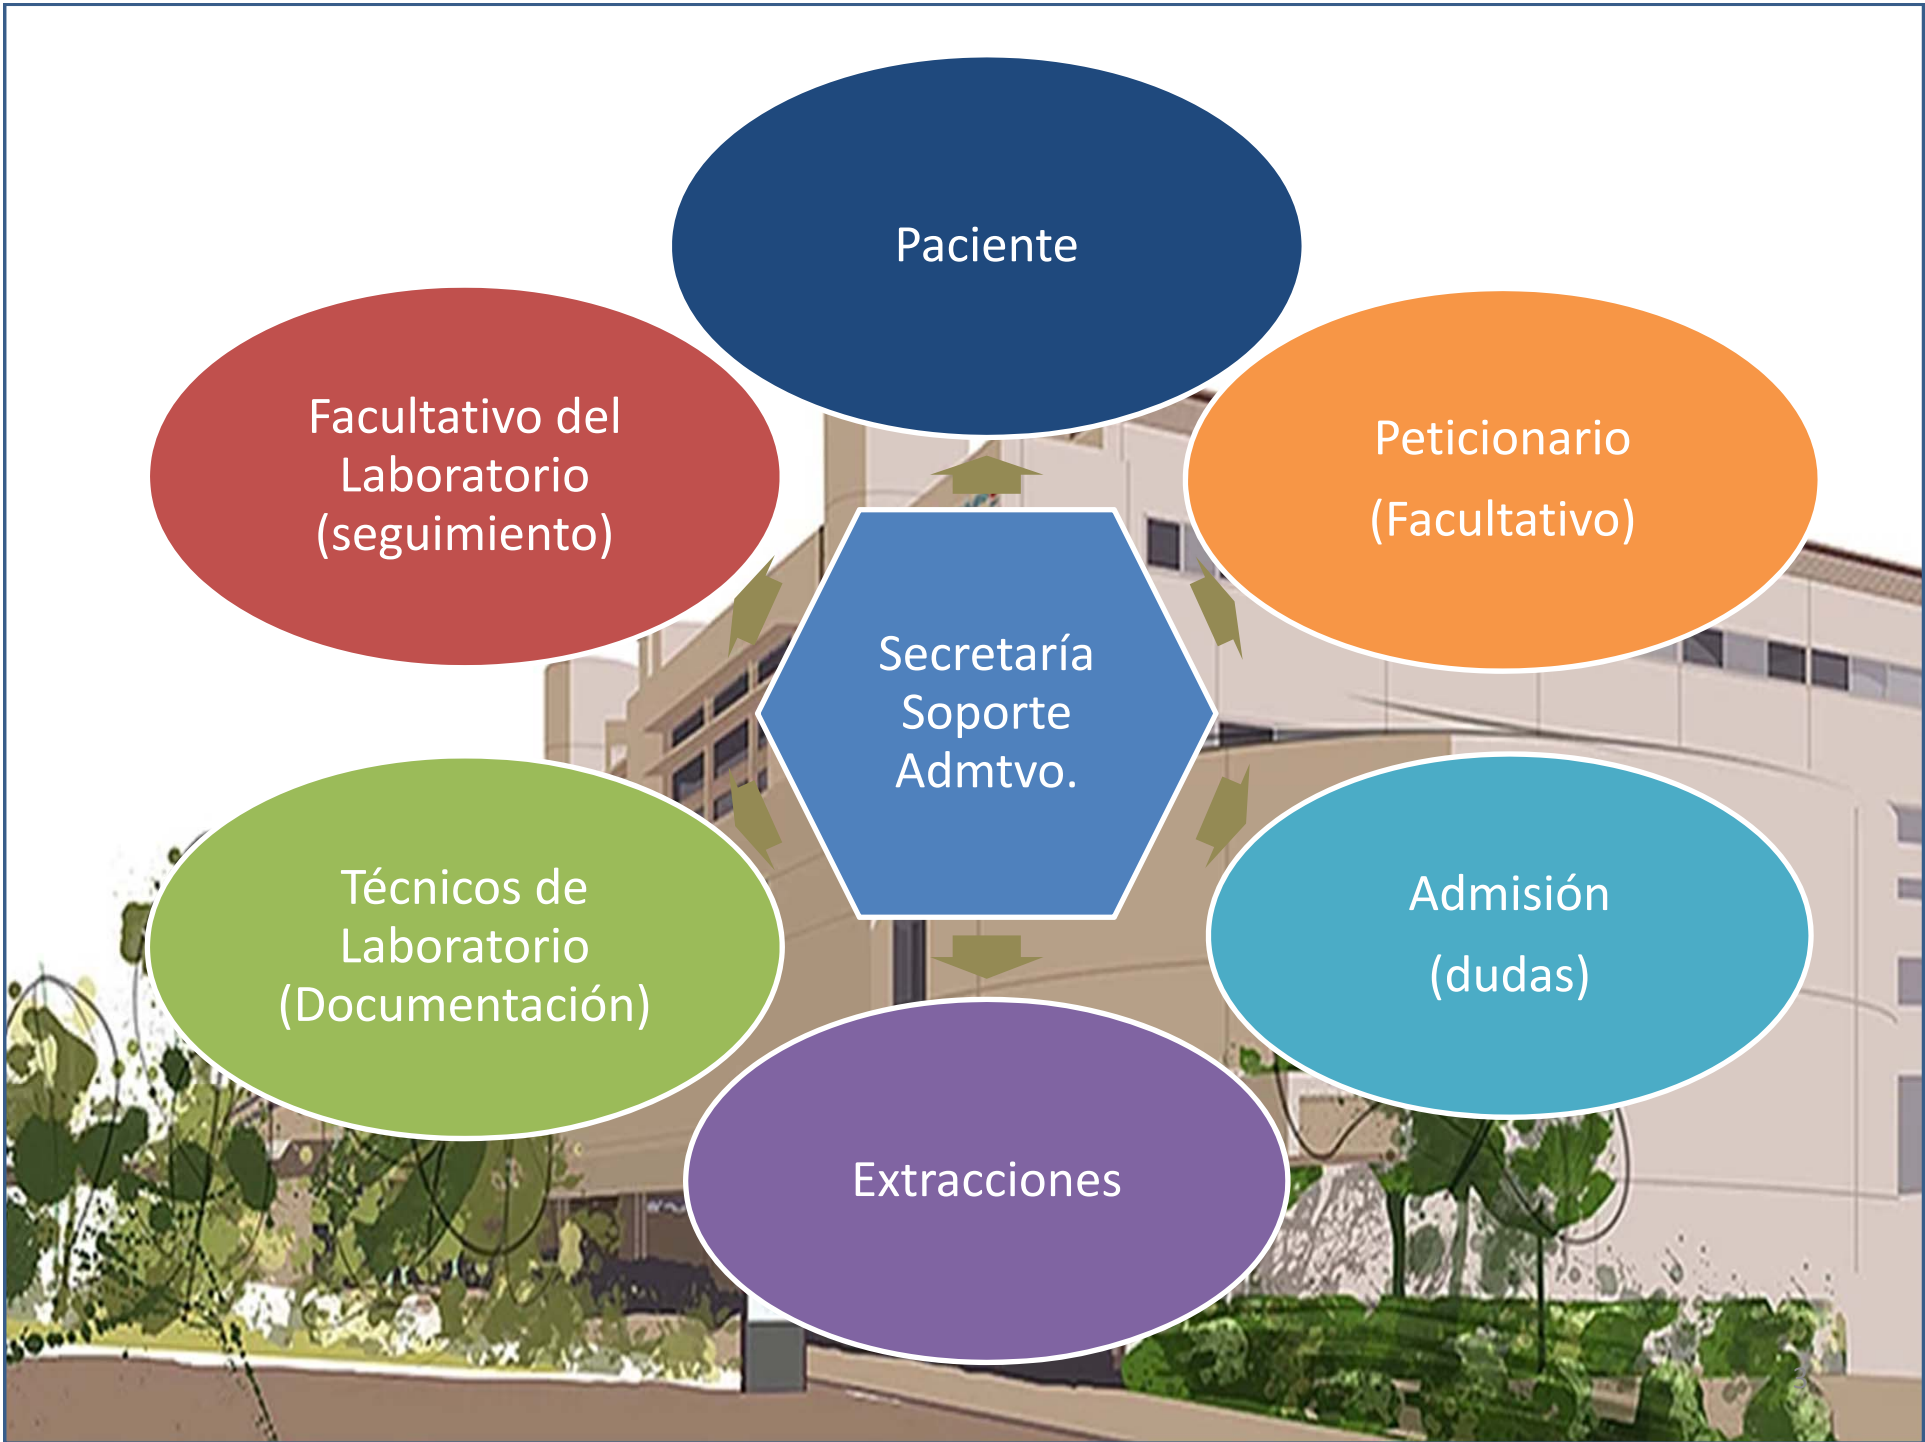 Paciente
Facultativo del
Laboratorio
(seguimiento)
Peticionario
(Facultativo)
Secretaría
Soporte
Admtvo.
Técnicos de
Laboratorio
(Documentación)
Admisión
(dudas)
Extracciones